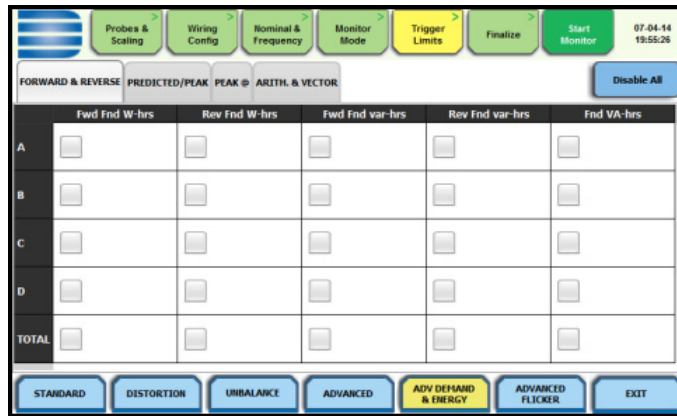 Probes &
Scaling
>
Wiring
Config
>
Nominal &
Frequency
>
Monitor
Mode
>
Trigger
Limits
>
Finalize
>
Start
Monitor
07-04-14
19:55:26
FORWARD & REVERSE PREDICTED/PEAK PEAK @ ARITH. & VECTOR
Disable All
Fwd Fnd W-hrs Rev Fnd W-hrs Fwd Fnd var-hrs Rev Fnd var-hrs Fnd VA-hrs
A
B
C
D
TOTAL
STANDARD
DISTORTION
UNBALANCE
ADVANCED
ADV DEMAND
& ENERGY
ADVANCED
FLICKER
EXIT